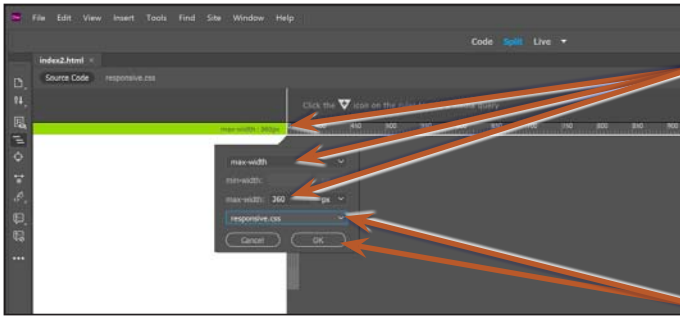 File Edit View Insert Tools Find Site Window Help
Code Split Live
index2.html ×
Source Code responsive.css
Click the icon on the ruler query
max-width: 360px
max-width
min-width:
max-width: 360 px
responsive.css
Cancel OK